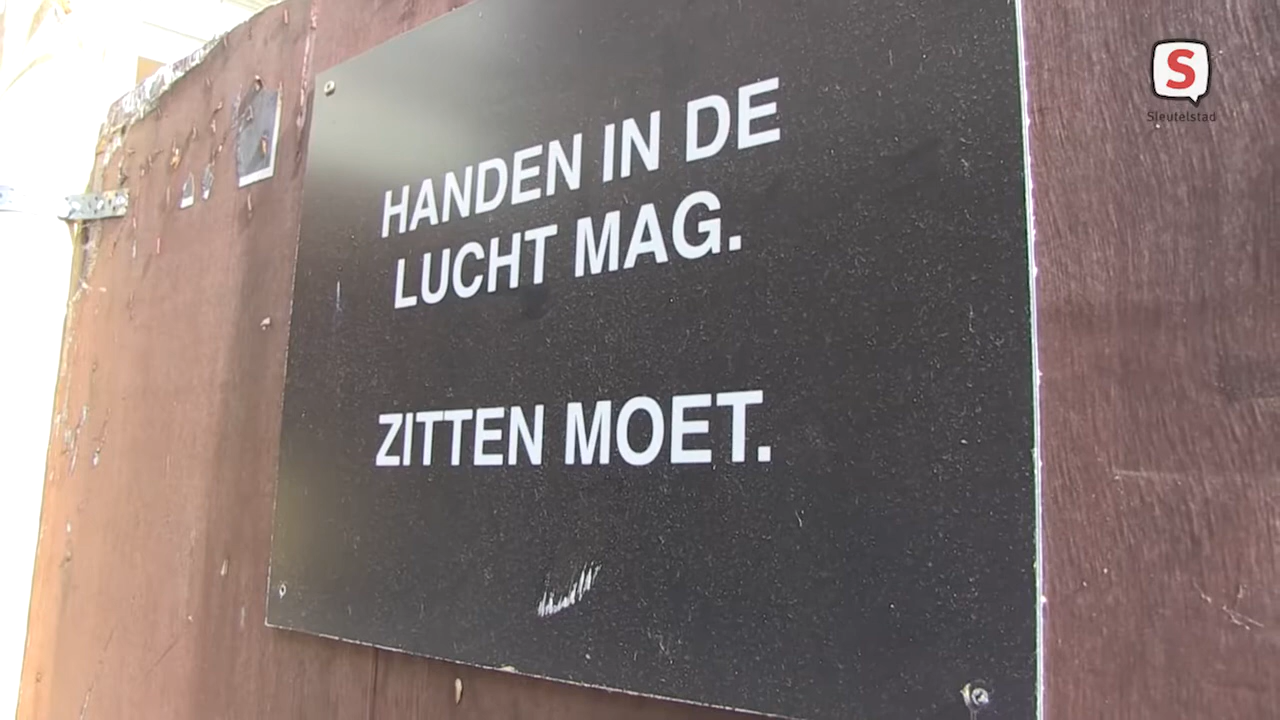 S
Sleutelstad
HANDEN IN DE
LUCHT MAG.
ZITTEN MOET.